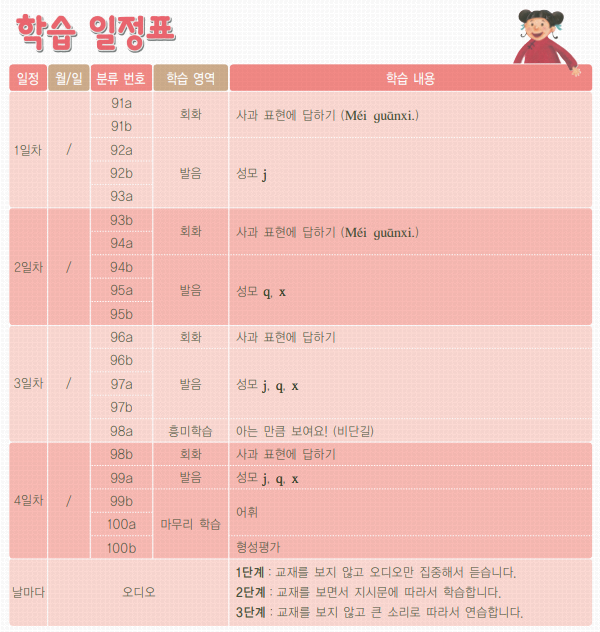 학습 일정표
일정 월/일 분류 번호 학습 영역 학습 내용
1일차 /
91a
91b
회화 사과 표현에 답하기 (Méi guānxi.)
92a
92b
93a
발음 성모 j
2일차 /
93b
94a
회화 사과 표현에 답하기 (Méi guānxi.)
94b
95a
95b
발음 성모 q, x
3일차 /
96a 회화 사과 표현에 답하기
96b
97a
97b
발음 성모 j, q, x
98a 흥미학습 아는 만큼 보여요! (비단길)
4일차 /
98b 회화 사과 표현에 답하기
99a 발음 성모 j, q, x
99b
100a
100b
마무리 학습
어휘
형성평가
날마다 오디오
1단계 : 교재를 보지 않고 오디오만 집중해서 듣습니다.
2단계 : 교재를 보면서 지시문에 따라서 학습합니다.
3단계 : 교재를 보지 않고 큰 소리로 따라서 연습합니다.